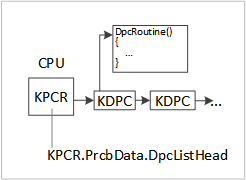 DpcRoutine()
{
...
}
CPU
KPCR
KDPC
KDPC
...
KPCR.PrcbData.DpcListHead